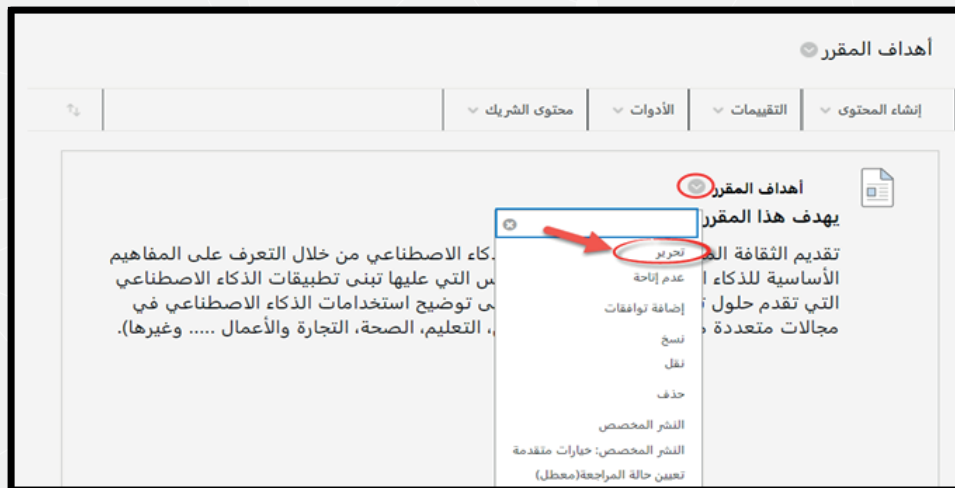 أهداف المقرر
إنشاء المحتوى التقييمات الأدوات محتوى الشريك
أهداف المقرر
يهدف هذا المقرر
تقديم الثقافة الاصطناعي من خلال التعرف على المفاهيم
الأساسية للذكاء التي عليها تبنى تطبيقات الذكاء الاصطناعي
التي تقدم حلول توضيح استخدامات الذكاء الاصطناعي في
مجالات متعددة التعليم، الصحة، التجارة والأعمال ..... وغيرها).
تحرير
عدم إتاحة
إضافة توافقات
نسخ
نقل
حذف
النشر المخصص
النشر المخصص: خيارات متقدمة
تعيين حالة المراجعة(معطل)